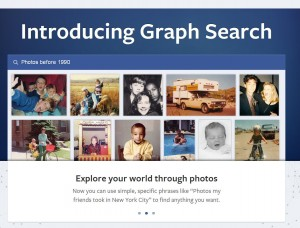 Introducing Graph Search
Photos before 1990
Explore your world through photos
Now you can use simple, specific phrases like "Photos my
friends took in New York City" to find anything you want.